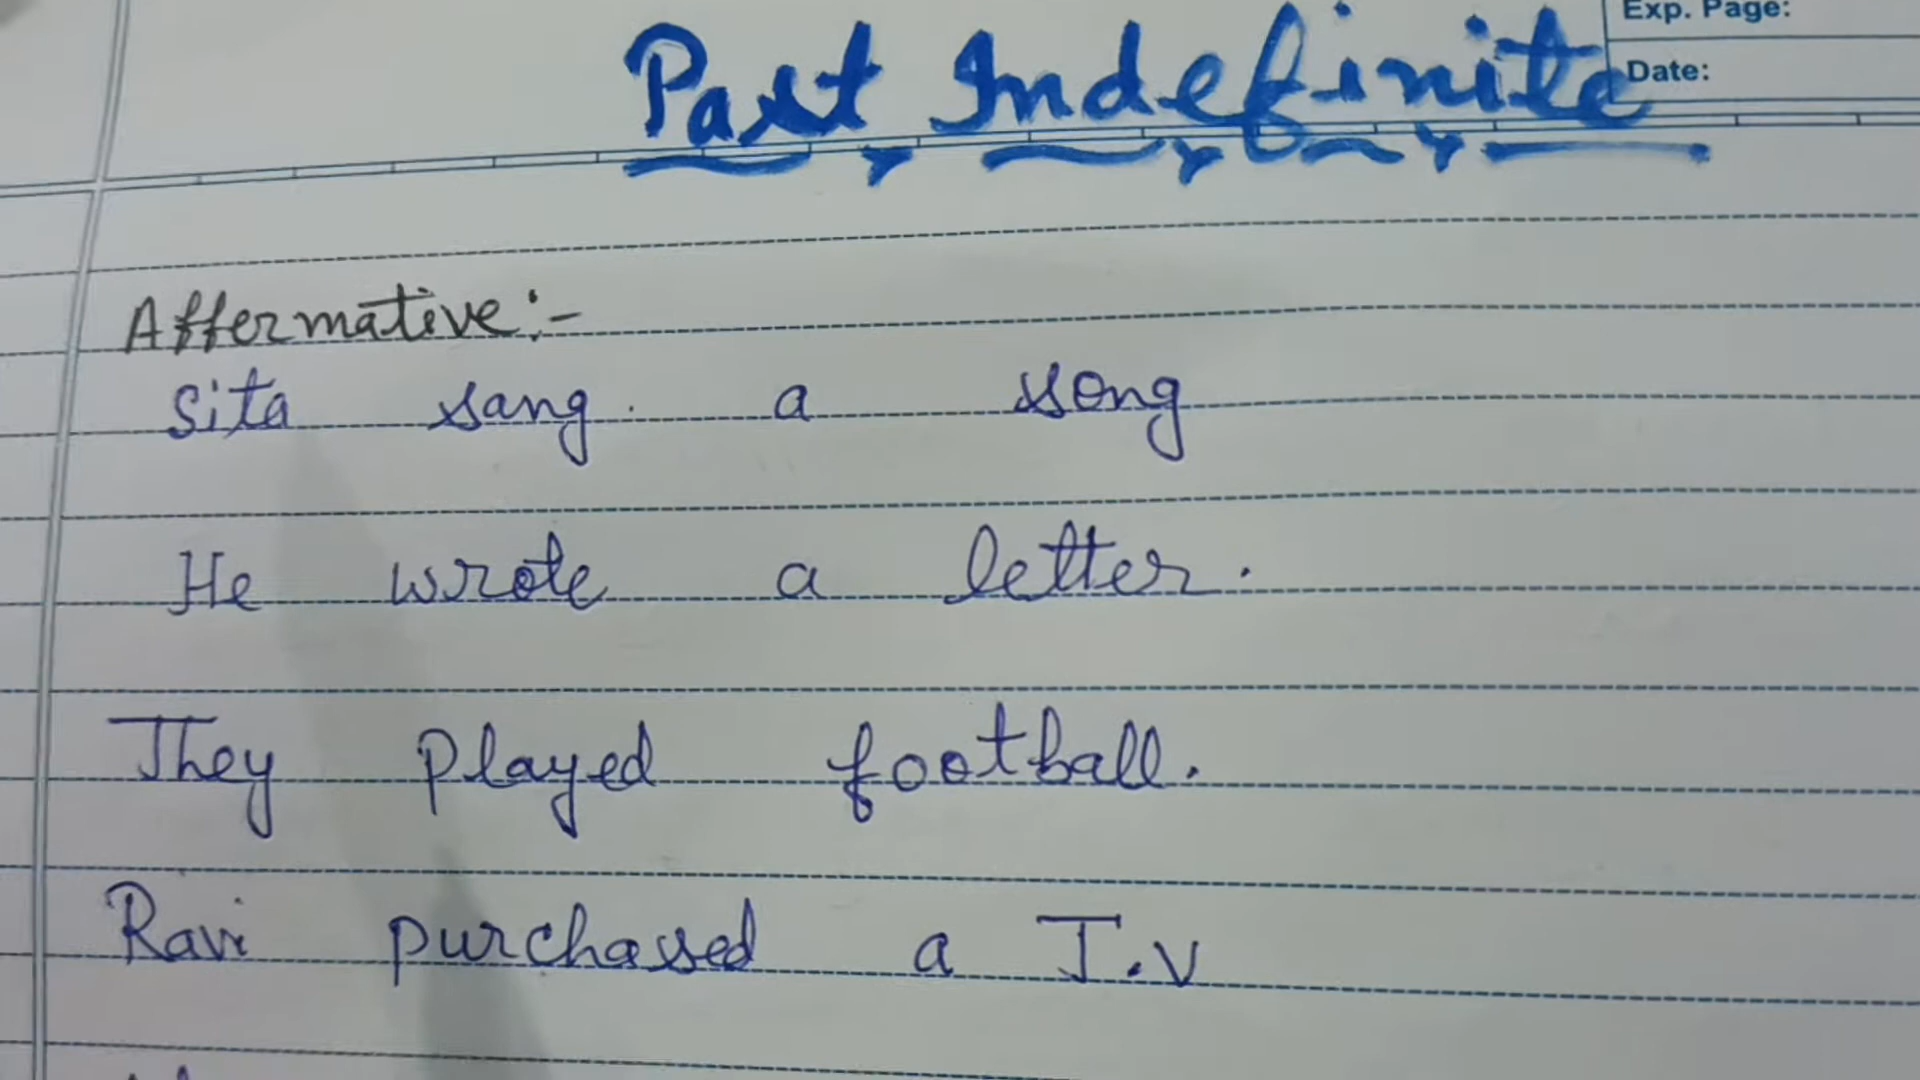 Exp. Page:
Date:
Past Indefinite
Affermative:-
Sita sang a song
He wrote a letter.
They played football.
Ravi purchased a T.V